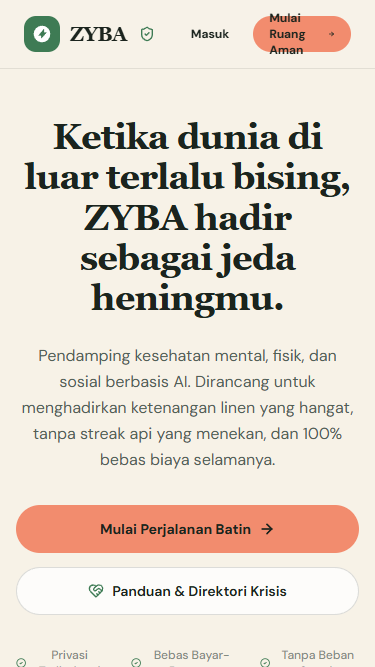 ZYBA
Masuk
Mulai
Ruang
Aman
Ketika dunia di
luar terlalu bising,
ZYBA hadir
sebagai jeda
heningmu.
Pendamping kesehatan mental, fisik, dan
sosial berbasis AI. Dirancang untuk
menghadirkan ketenangan linen yang hangat,
tanpa streak api yang menekan, dan 100%
bebas biaya selamanya.
Mulai Perjalanan Batin →
Panduan & Direktori Krisis
Privasi
Bebas Bayar-
Tanpa Beban